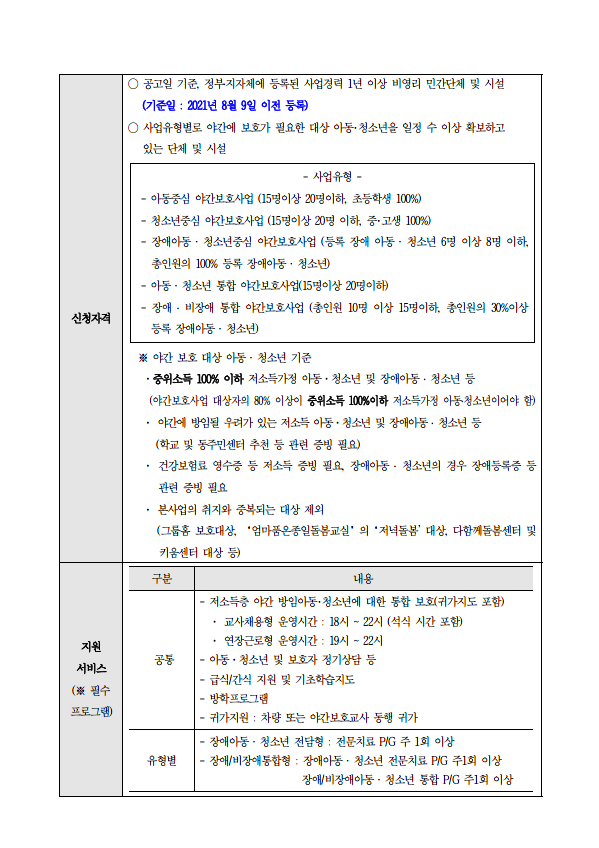 신청자격
○ 공고일 기준, 정부·지자체에 등록된 사업경력 1년 이상 비영리 민간단체 및 시설
(기준일 : 2021년 8월 9일 이전 등록)
○ 사업유형별로 야간에 보호가 필요한 대상 아동·청소년을 일정 수 이상 확보하고
있는 단체 및 시설
- 사업유형 -
- 아동중심 야간보호사업 (15명이상 20명이하, 초등학생 100%)
- 청소년중심 야간보호사업 (15명이상 20명 이하, 중·고생 100%)
- 장애아동 · 청소년중심 야간보호사업 (등록 장애 아동 · 청소년 6명 이상 8명 이하,
총인원의 100% 등록 장애아동 · 청소년)
- 아동 · 청소년 통합 야간보호사업(15명이상 20명이하)
- 장애 · 비장애 통합 야간보호사업 (총인원 10명 이상 15명이하, 총인원의 30%이상
등록 장애아동 · 청소년)
※ 야간 보호 대상 아동 · 청소년 기준
· 중위소득 100% 이하 저소득가정 아동 · 청소년 및 장애아동 · 청소년 등
(야간보호사업 대상자의 80% 이상이 중위소득 100%이하 저소득가정 아동청소년이어야 함)
· 야간에 방임될 우려가 있는 저소득 아동 · 청소년 및 장애아동 · 청소년 등
(학교 및 동주민센터 추천 등 관련 증빙 필요)
· 건강보험료 영수증 등 저소득 증빙 필요, 장애아동 · 청소년의 경우 장애등록증 등
관련 증빙 필요
· 본사업의 취지와 중복되는 대상 제외
(그룹홈 보호대상, '엄마품온종일돌봄교실' 의 '저녁돌봄' 대상, 다함께돌봄센터 및
키움센터 대상 등)
지원
서비스
(※ 필수
프로그램)
구분 내용
공통
- 저소득층 야간 방임아동·청소년에 대한 통합 보호(귀가지도 포함)
· 교사채용형 운영시간 : 18시 ~ 22시 (석식 시간 포함)
· 연장근로형 운영시간 : 19시 ~ 22시
- 아동 · 청소년 및 보호자 정기상담 등
- 급식/간식 지원 및 기초학습지도
- 방학프로그램
- 귀가지원 : 차량 또는 야간보호교사 동행 귀가
유형별
- 장애아동 · 청소년 전담형 : 전문치료 P/G 주 1회 이상
- 장애/비장애통합형 : 장애아동 · 청소년 전문치료 P/G 주1회 이상
장애/비장애아동 · 청소년 통합 P/G 주1회 이상